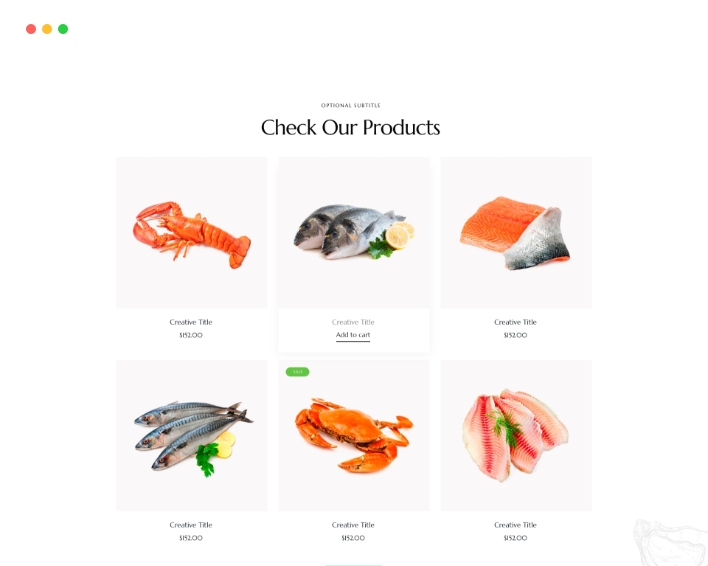 OPTIONAL SUBTITLE
Check Our Products
Creative Title
$152.00
Creative Title
Add to cart
Creative Title
$152.00
SALE
Creative Title
$152.00
Creative Title
$152.00
Creative Title
$152.00